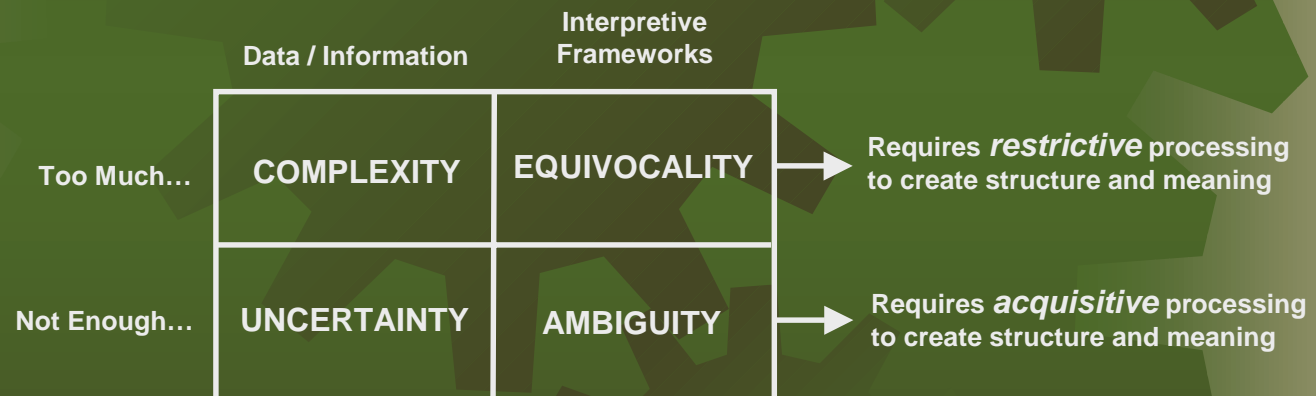 Interpretive
Frameworks
Data / Information
Too Much…
COMPLEXITY
EQUIVOCALITY
Requires restrictive processing
to create structure and meaning
Not Enough…
UNCERTAINTY
AMBIGUITY
Requires acquisitive processing
to create structure and meaning